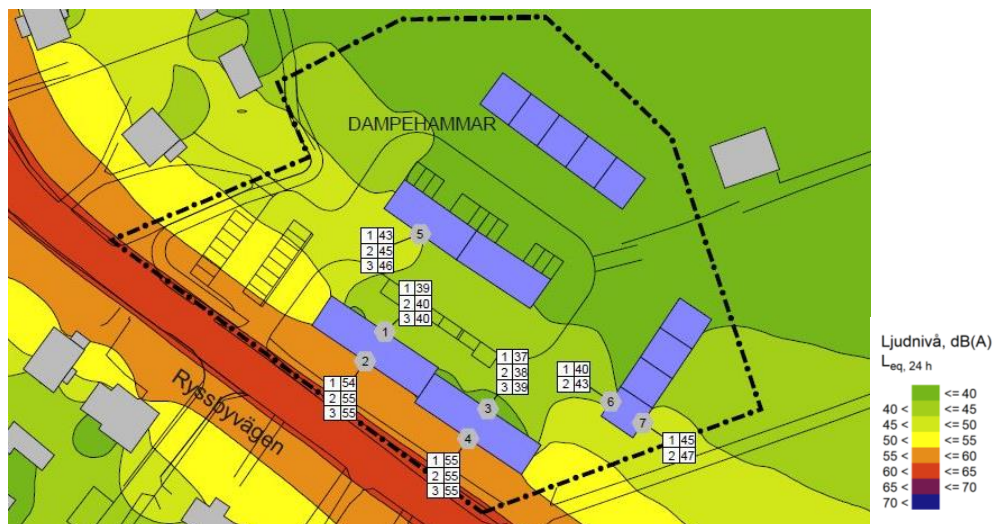 DAMPEHAMMAR
1 43
2 45
3 46
5
1 39
2 40
3 40
1
2
1 54
2 55
3 55
1 37
2 38
3 39
3
1 40
2 43
6
7
1 45
2 47
4
1 55
2 55
3 55
Ryssbyvägen
Ljudnivå, dB(A)
Leq, 24 h
<= 40
40 < <= 45
45 < <= 50
50 < <= 55
55 < <= 60
60 < <= 65
65 < <= 70
70 <